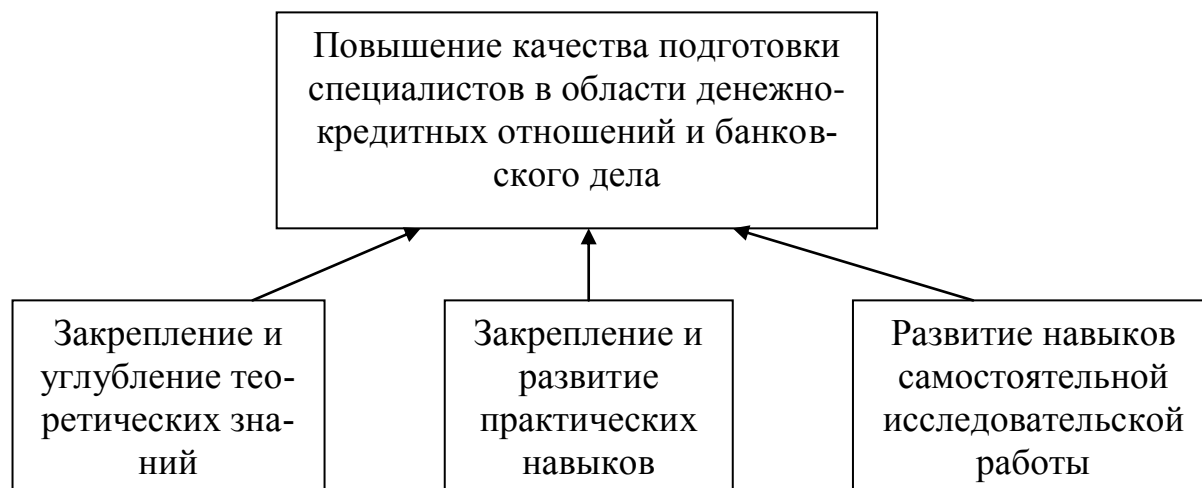 Повышение качества подготовки
специалистов в области денежно-
кредитных отношений и банков-
ского дела
Закрепление и
углубление тео-
ретических зна-
ний
Закрепление и
развитие
практических
навыков
Развитие навыков
самостоятельной
исследовательской
работы